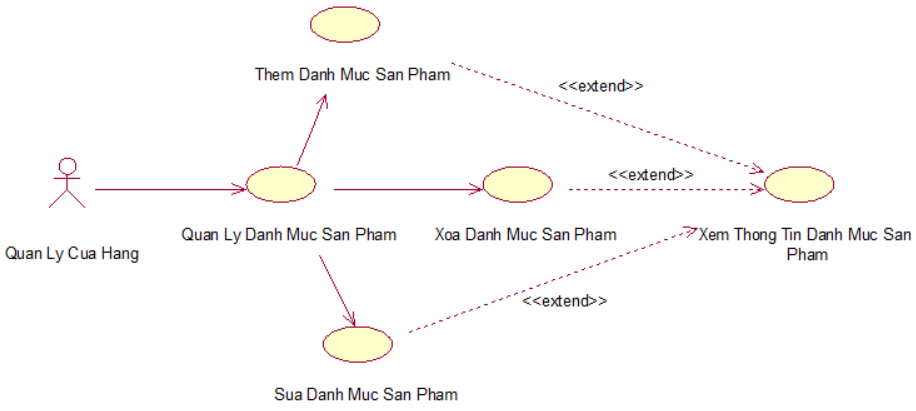 Them Danh Muc San Pham
<<extend>>
<<extend>>
Quan Ly Cua Hang
Quan Ly Danh Muc San Pham
Xoa Danh Muc San Pham
Xem Thong Tin Danh Muc San
Pham
<<extend>>
Sua Danh Muc San Pham